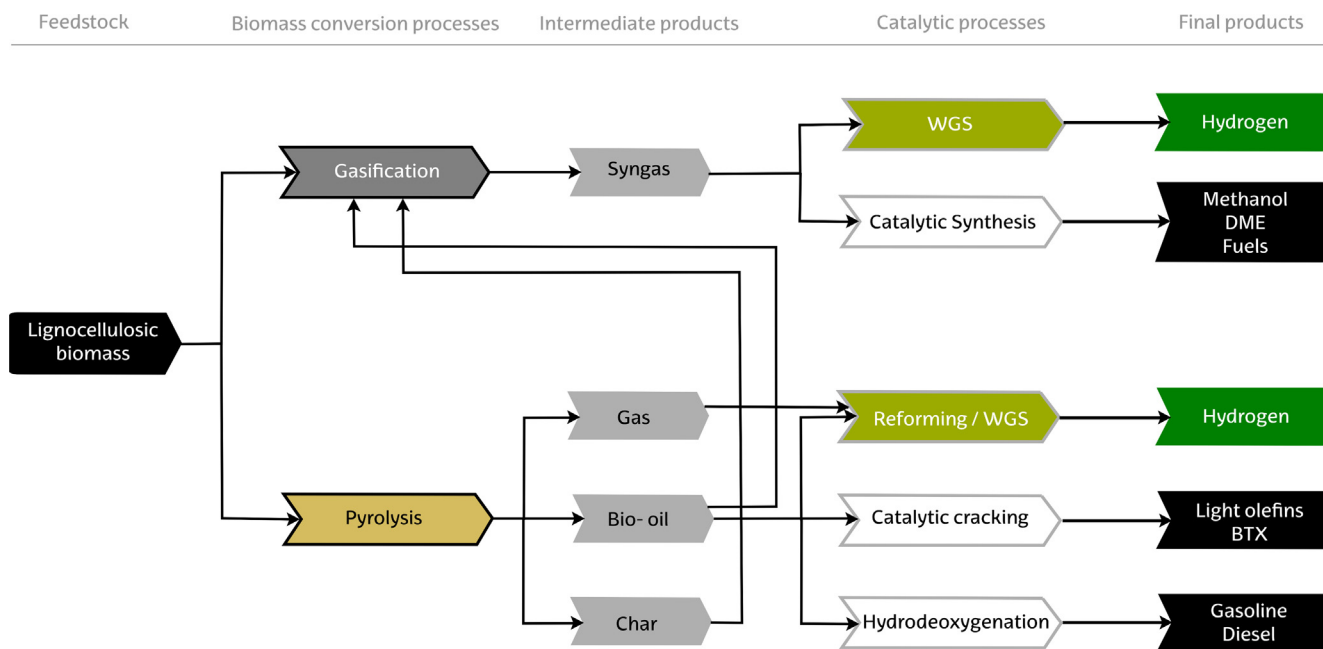 Feedstock
Biomass conversion processes
Intermediate products
Catalytic processes
Final products
WGS
Hydrogen
Gasification
Syngas
Catalytic Synthesis
Methanol
DME
Fuels
Lignocellulosic
biomass
Gas
Reforming / WGS
Hydrogen
Pyrolysis
Bio- oil
Catalytic cracking
Light olefins
BTX
Char
Hydrodeoxygenation
Gasoline
Diesel